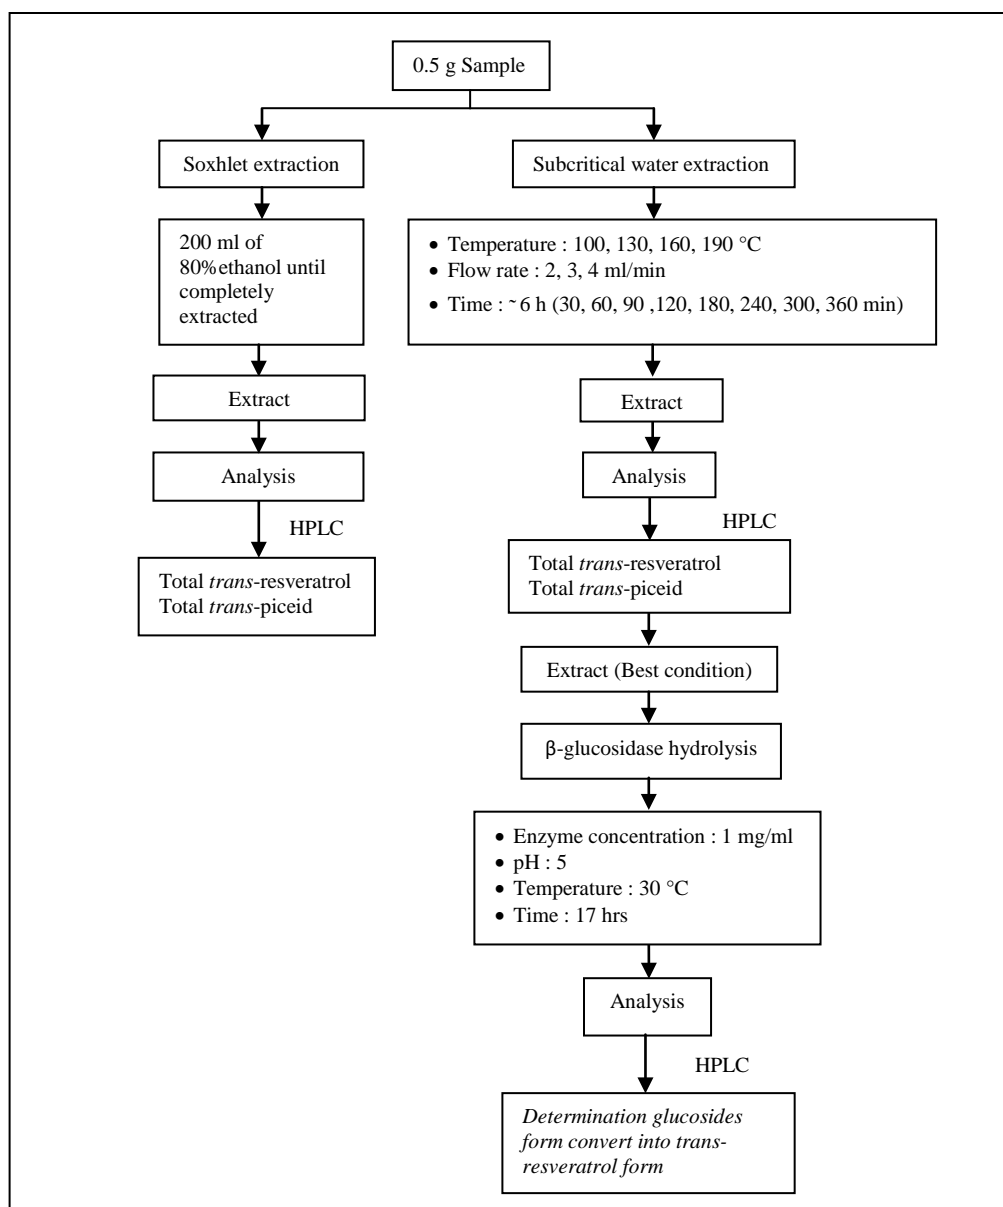 0.5 g Sample
Soxhlet extraction
200 ml of
80% ethanol until
completely
extracted
Extract
Analysis
HPLC
Total trans-resveratrol
Total trans-piceid
Subcritical water extraction
• Temperature : 100, 130, 160, 190 °C
• Flow rate : 2, 3, 4 ml/min
• Time : ~6 h (30, 60, 90 ,120, 180, 240, 300, 360 min)
Extract
Analysis
HPLC
Total trans-resveratrol
Total trans-piceid
Extract (Best condition)
β-glucosidase hydrolysis
• Enzyme concentration : 1 mg/ml
• pH : 5
• Temperature : 30 °C
• Time : 17 hrs
Analysis
HPLC
Determination glucosides
form convert into trans-
resveratrol form